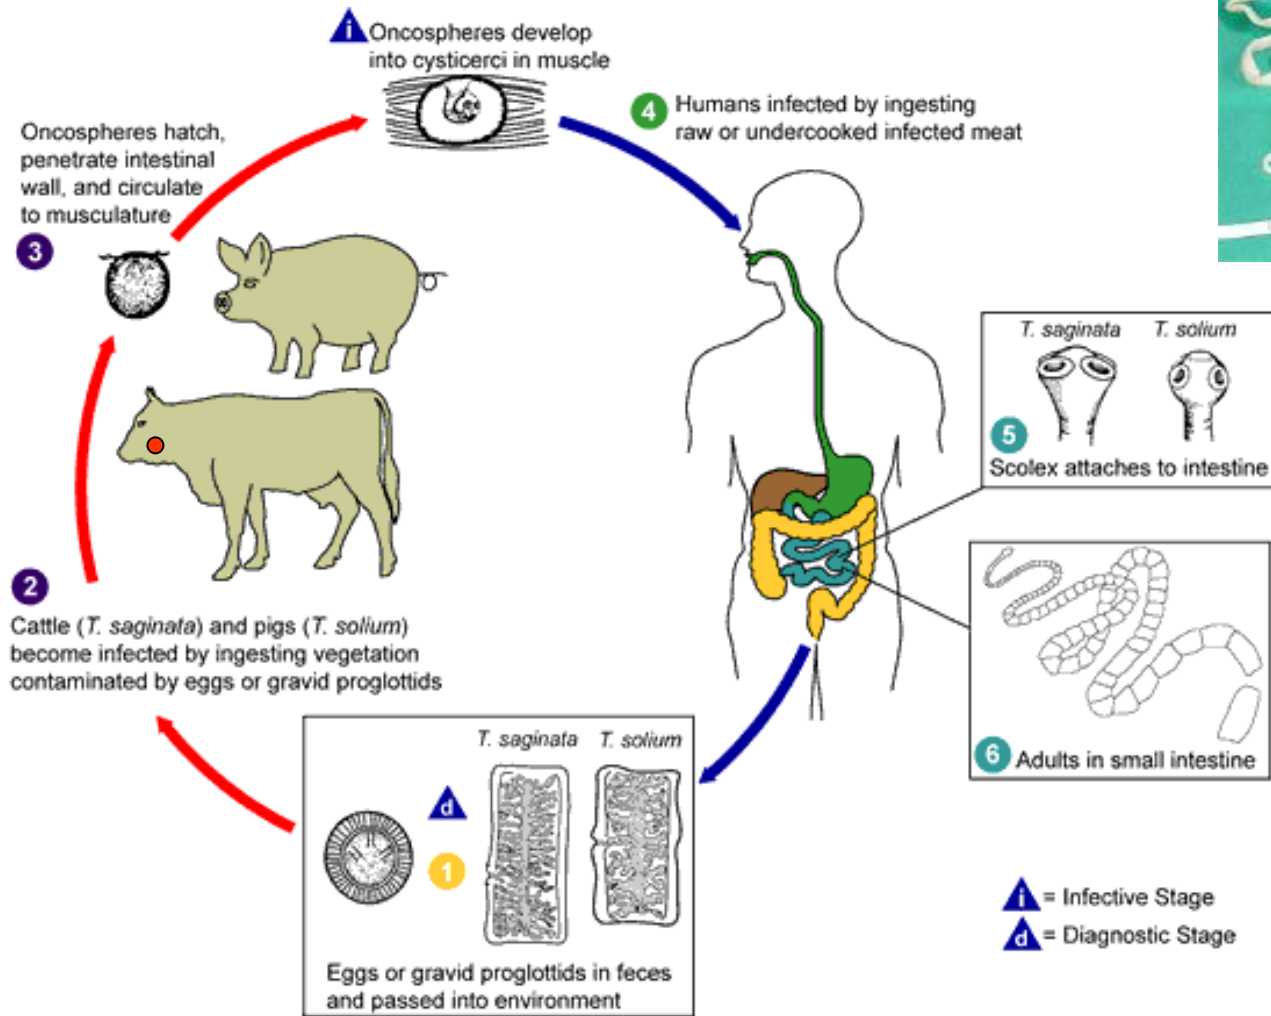 i
Oncospheres develop
into cysticerci in muscle
4
Humans infected by ingesting
raw or undercooked infected meat
Oncospheres hatch,
penetrate intestinal
wall, and circulate
to musculature
3
T. saginata T. solium
5
Scolex attaches to intestine
2
Cattle (T. saginata) and pigs (T. solium)
become infected by ingesting vegetation
contaminated by eggs or gravid proglottids
6 Adults in small intestine
T. saginata T. solium
d
1
Eggs or gravid proglottids in feces
and passed into environment
i = Infective Stage
d = Diagnostic Stage